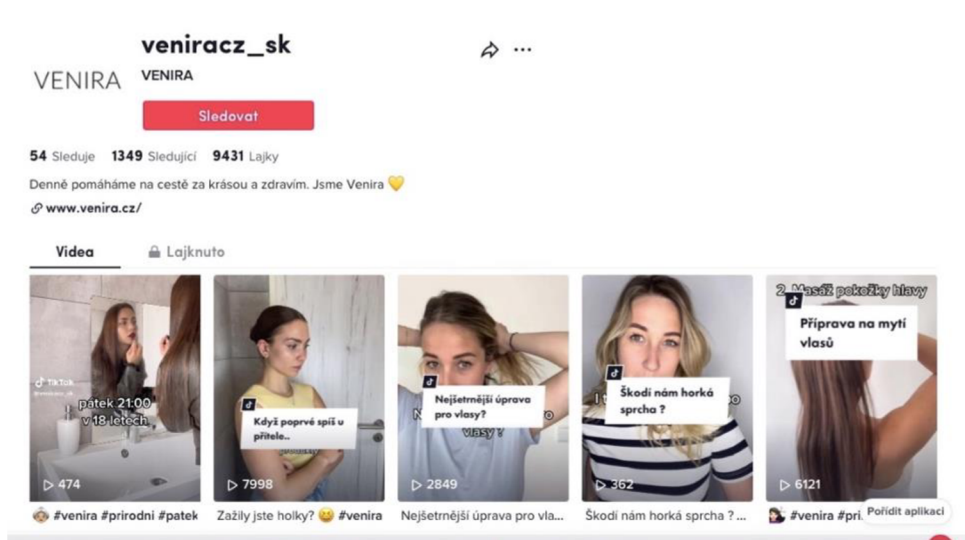 veniracz_sk
VENIRA
VENIRA
Sledovat
54 Sleduje 1349 Sledující 9431 Lajky
Denně pomáháme na cestě za krásou a zdravím. Jsme Venira 💛
www.venira.cz/
Videa Lajknuto
TikTok
pátek 21:00
v 18 letech
474
Když poprvé spíš u
přítele..
7998
Nejšetrnější úprava
pro vlasy?
vlasy ?
2849
Škodí nám horká
sprcha ?
362
2. Masáž pokožky hlavy
Příprava na mytí
vlasů
6121
#venira #prirodni #patek
Zažily jste holky? 😄 #venira
Nejšetrnější úprava pro vla...
Škodí nám horká sprcha ? ...
#venira #pri
Pořídit aplikaci